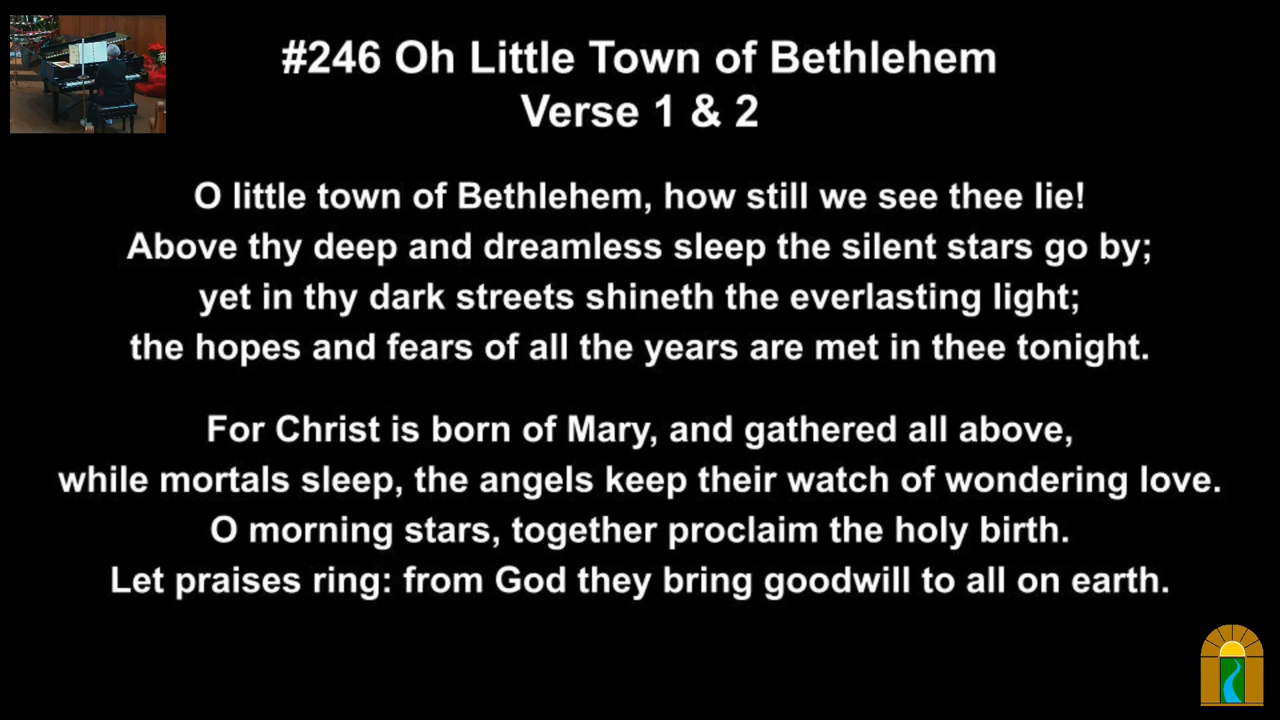 #246 Oh Little Town of Bethlehem
Verse 1 & 2
O little town of Bethlehem, how still we see thee lie!
Above thy deep and dreamless sleep the silent stars go by;
yet in thy dark streets shineth the everlasting light;
the hopes and fears of all the years are met in thee tonight.
For Christ is born of Mary, and gathered all above,
while mortals sleep, the angels keep their watch of wondering love.
O morning stars, together proclaim the holy birth.
Let praises ring: from God they bring goodwill to all on earth.